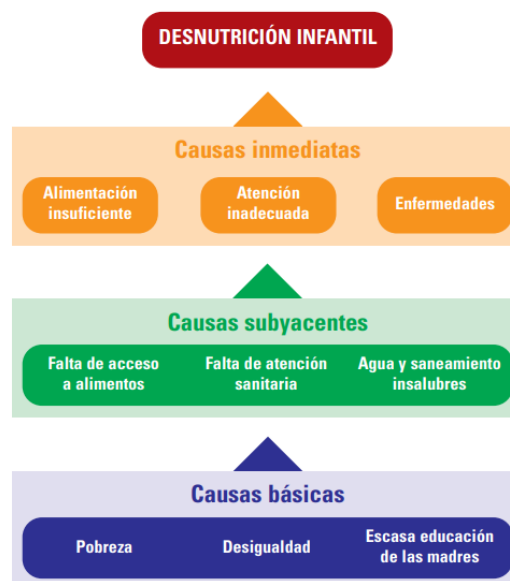 DESNUTRICIÓN INFANTIL
Causas inmediatas
Alimentación
insuficiente
Atención
inadecuada
Enfermedades
Causas subyacentes
Falta de acceso
a alimentos
Falta de atención
sanitaria
Agua y saneamiento
insalubres
Causas básicas
Pobreza
Desigualdad
Escasa educación
de las madres